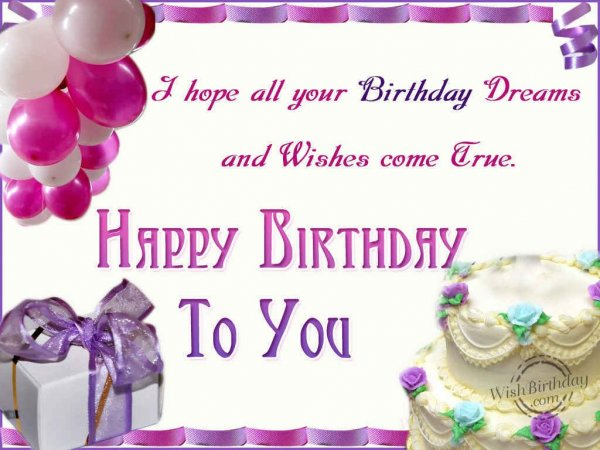 I hope all your Birthday Dreams
and Wishes come True.
HAPPY BIRTHDAY
TO YOU
WishBirthday
.com